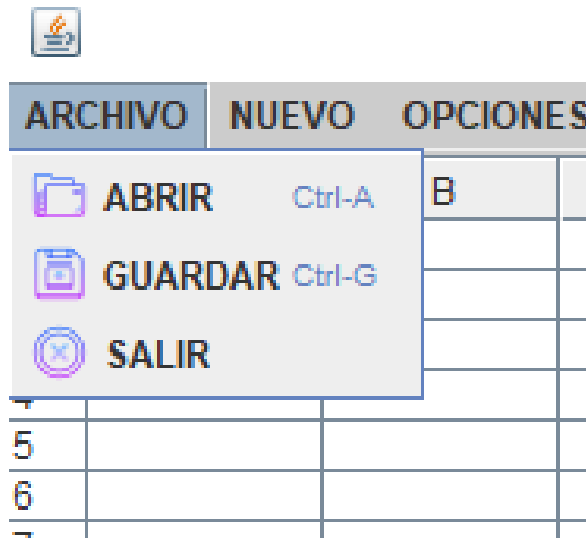 ARCHIVO NUEVO OPCIONES
ABRIR Ctrl-A B
GUARDAR Ctrl-G
SALIR
5
6